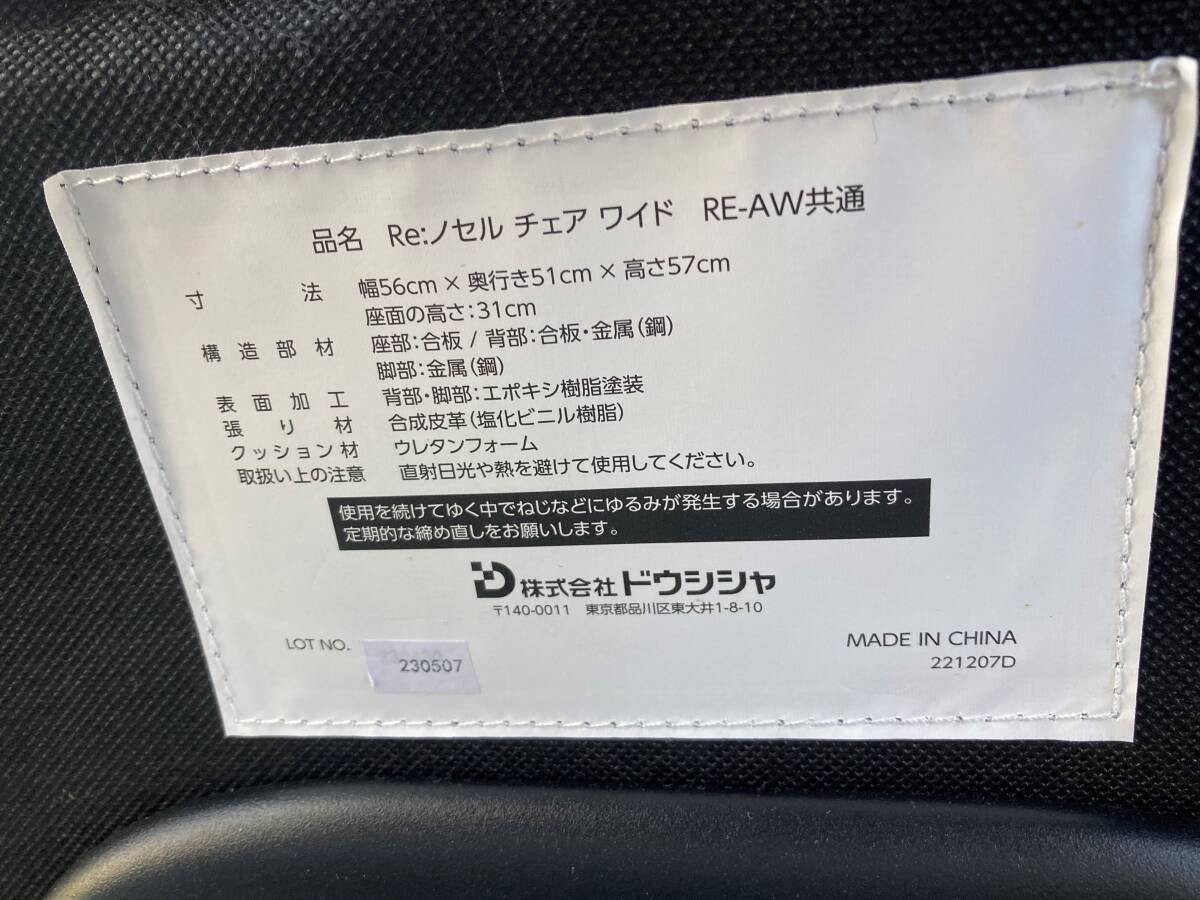 品名 Re:ノセル チェア ワイド RE-AW共通
寸法 幅56cm × 奥行き51cm × 高さ57cm
座面の高さ:31cm
構造部材 座部:合板 / 背部:合板・金属(鋼)
脚部:金属(鋼)
表面加工 背部・脚部:エポキシ樹脂塗装
張り材 合成皮革(塩化ビニル樹脂)
クッション材 ウレタンフォーム
取扱い上の注意 直射日光や熱を避けて使用してください。
使用を続けてゆく中でねじなどにゆるみが発生する場合があります。
定期的な締め直しをお願いします。
株式会社ドウシシャ
〒140-0011 東京都品川区東大井1-8-10
LOT NO. 230507
MADE IN CHINA
221207D